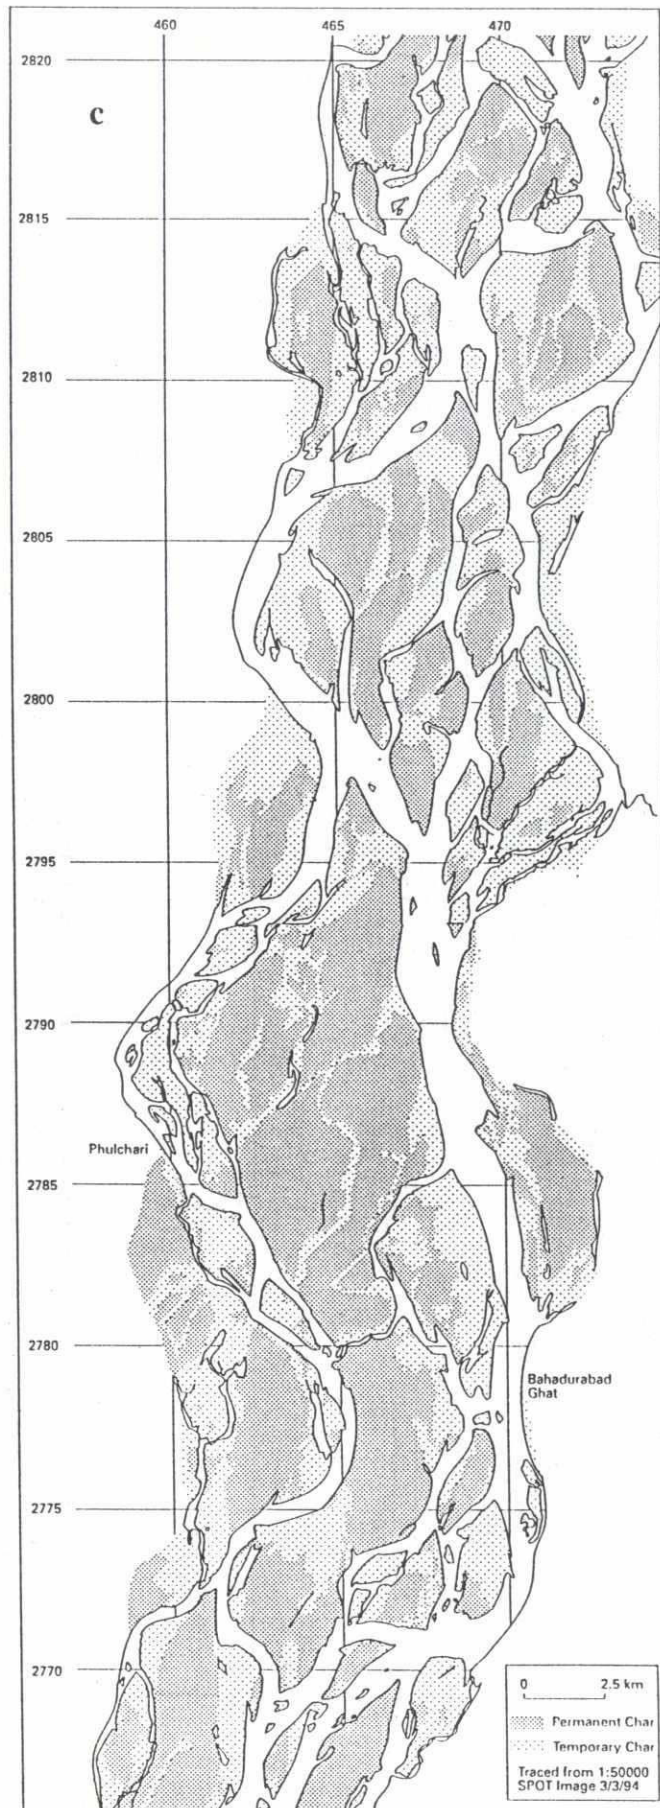 460 465 470
2820
c
2815
2810
2805
2800
2795
2790
Phulchari
2785
2780
Bahadurabad
Ghat
2775
2770
0 2.5 km
Permanent Char
Temporary Char
Traced from 1:50000
SPOT Image 3/3/94